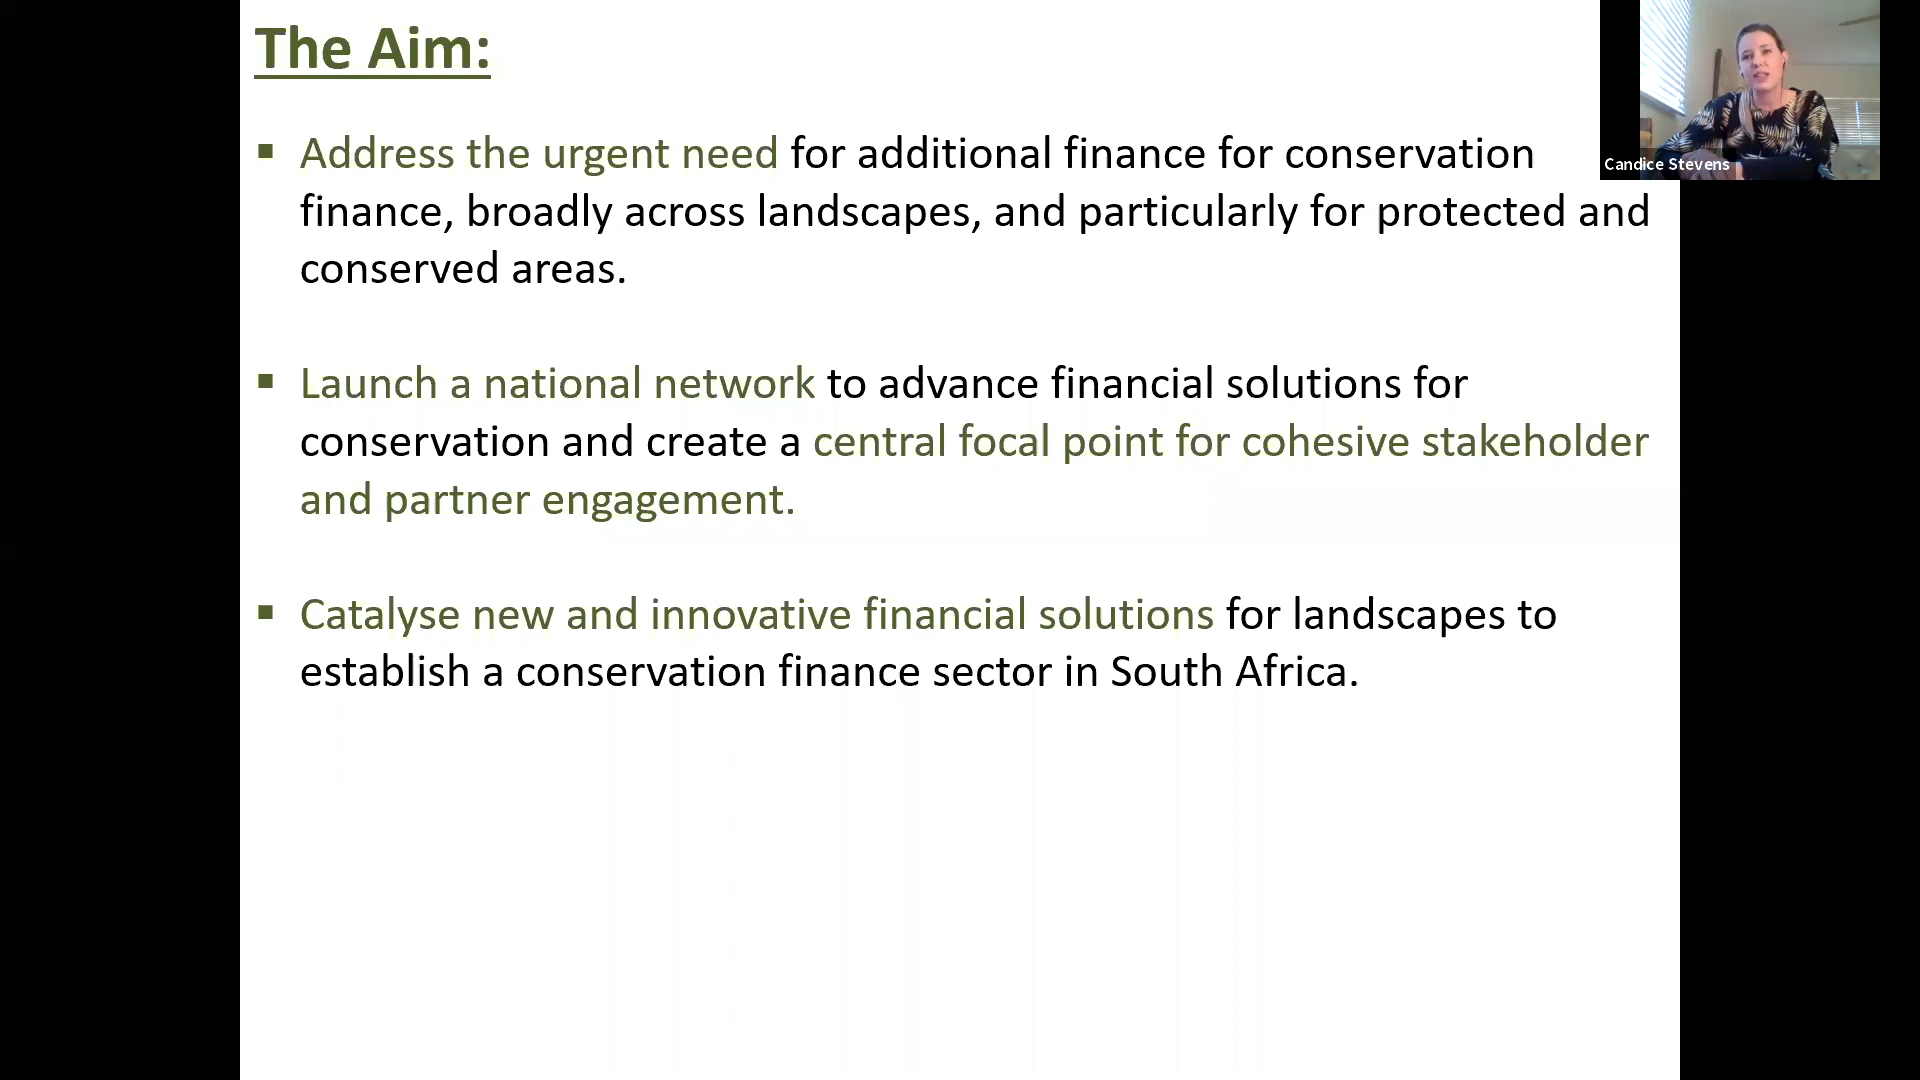 The Aim:
▪ Address the urgent need for additional finance for conservation
finance, broadly across landscapes, and particularly for protected and
conserved areas.
▪ Launch a national network to advance financial solutions for
conservation and create a central focal point for cohesive stakeholder
and partner engagement.
▪ Catalyse new and innovative financial solutions for landscapes to
establish a conservation finance sector in South Africa.
Candice Stevens